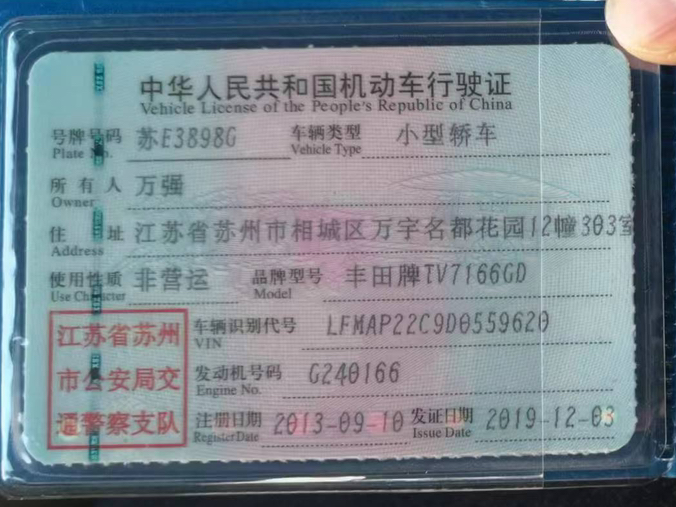 中华人民共和国机动车行驶证
Vehicle License of the People's Republic of China
号牌号码 苏E3898G 车辆类型 小型轿车
Plate No. Vehicle Type
所有人 万强
Owner
住址 江苏省苏州市相城区万宇名都花园12幢303室
Address
使用性质 非营运 品牌型号 丰田牌TV7166GD
Use Character Model
江苏省苏州
市公安局交
通警察支队
车辆识别代号 LFMAP22C9D0559620
VIN
发动机号码 G240166
Engine No.
注册日期 2013-09-10 发证日期 2019-12-03
Register Date Issue Date